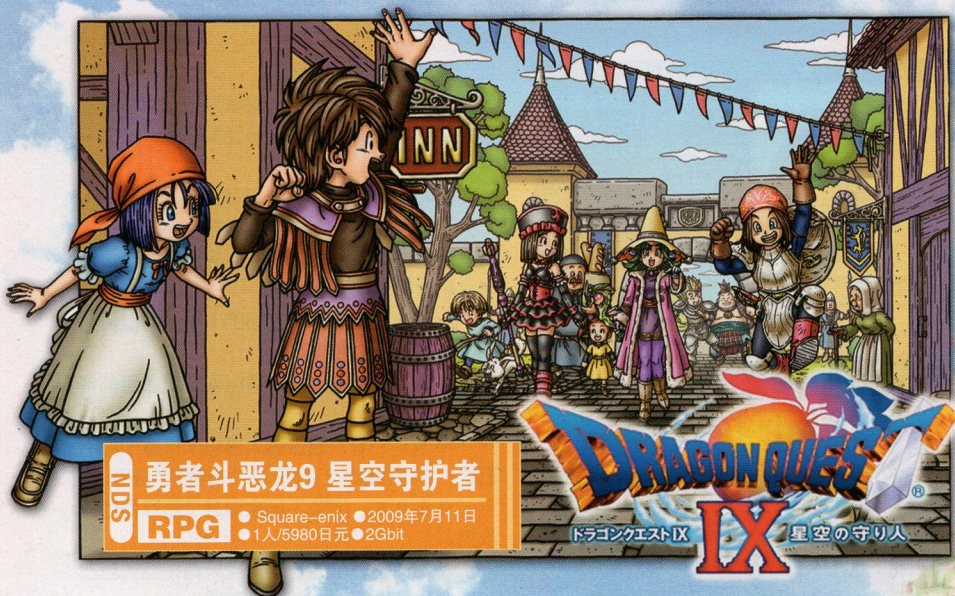 INN
NDS
勇者斗恶龙9 星空守护者
RPG
● Square-enix ●2009年7月11日
●1人/5980日元●2Gbit
DRAGON QUEST
®
IX
ドラゴンクエストIX 星空の守り人